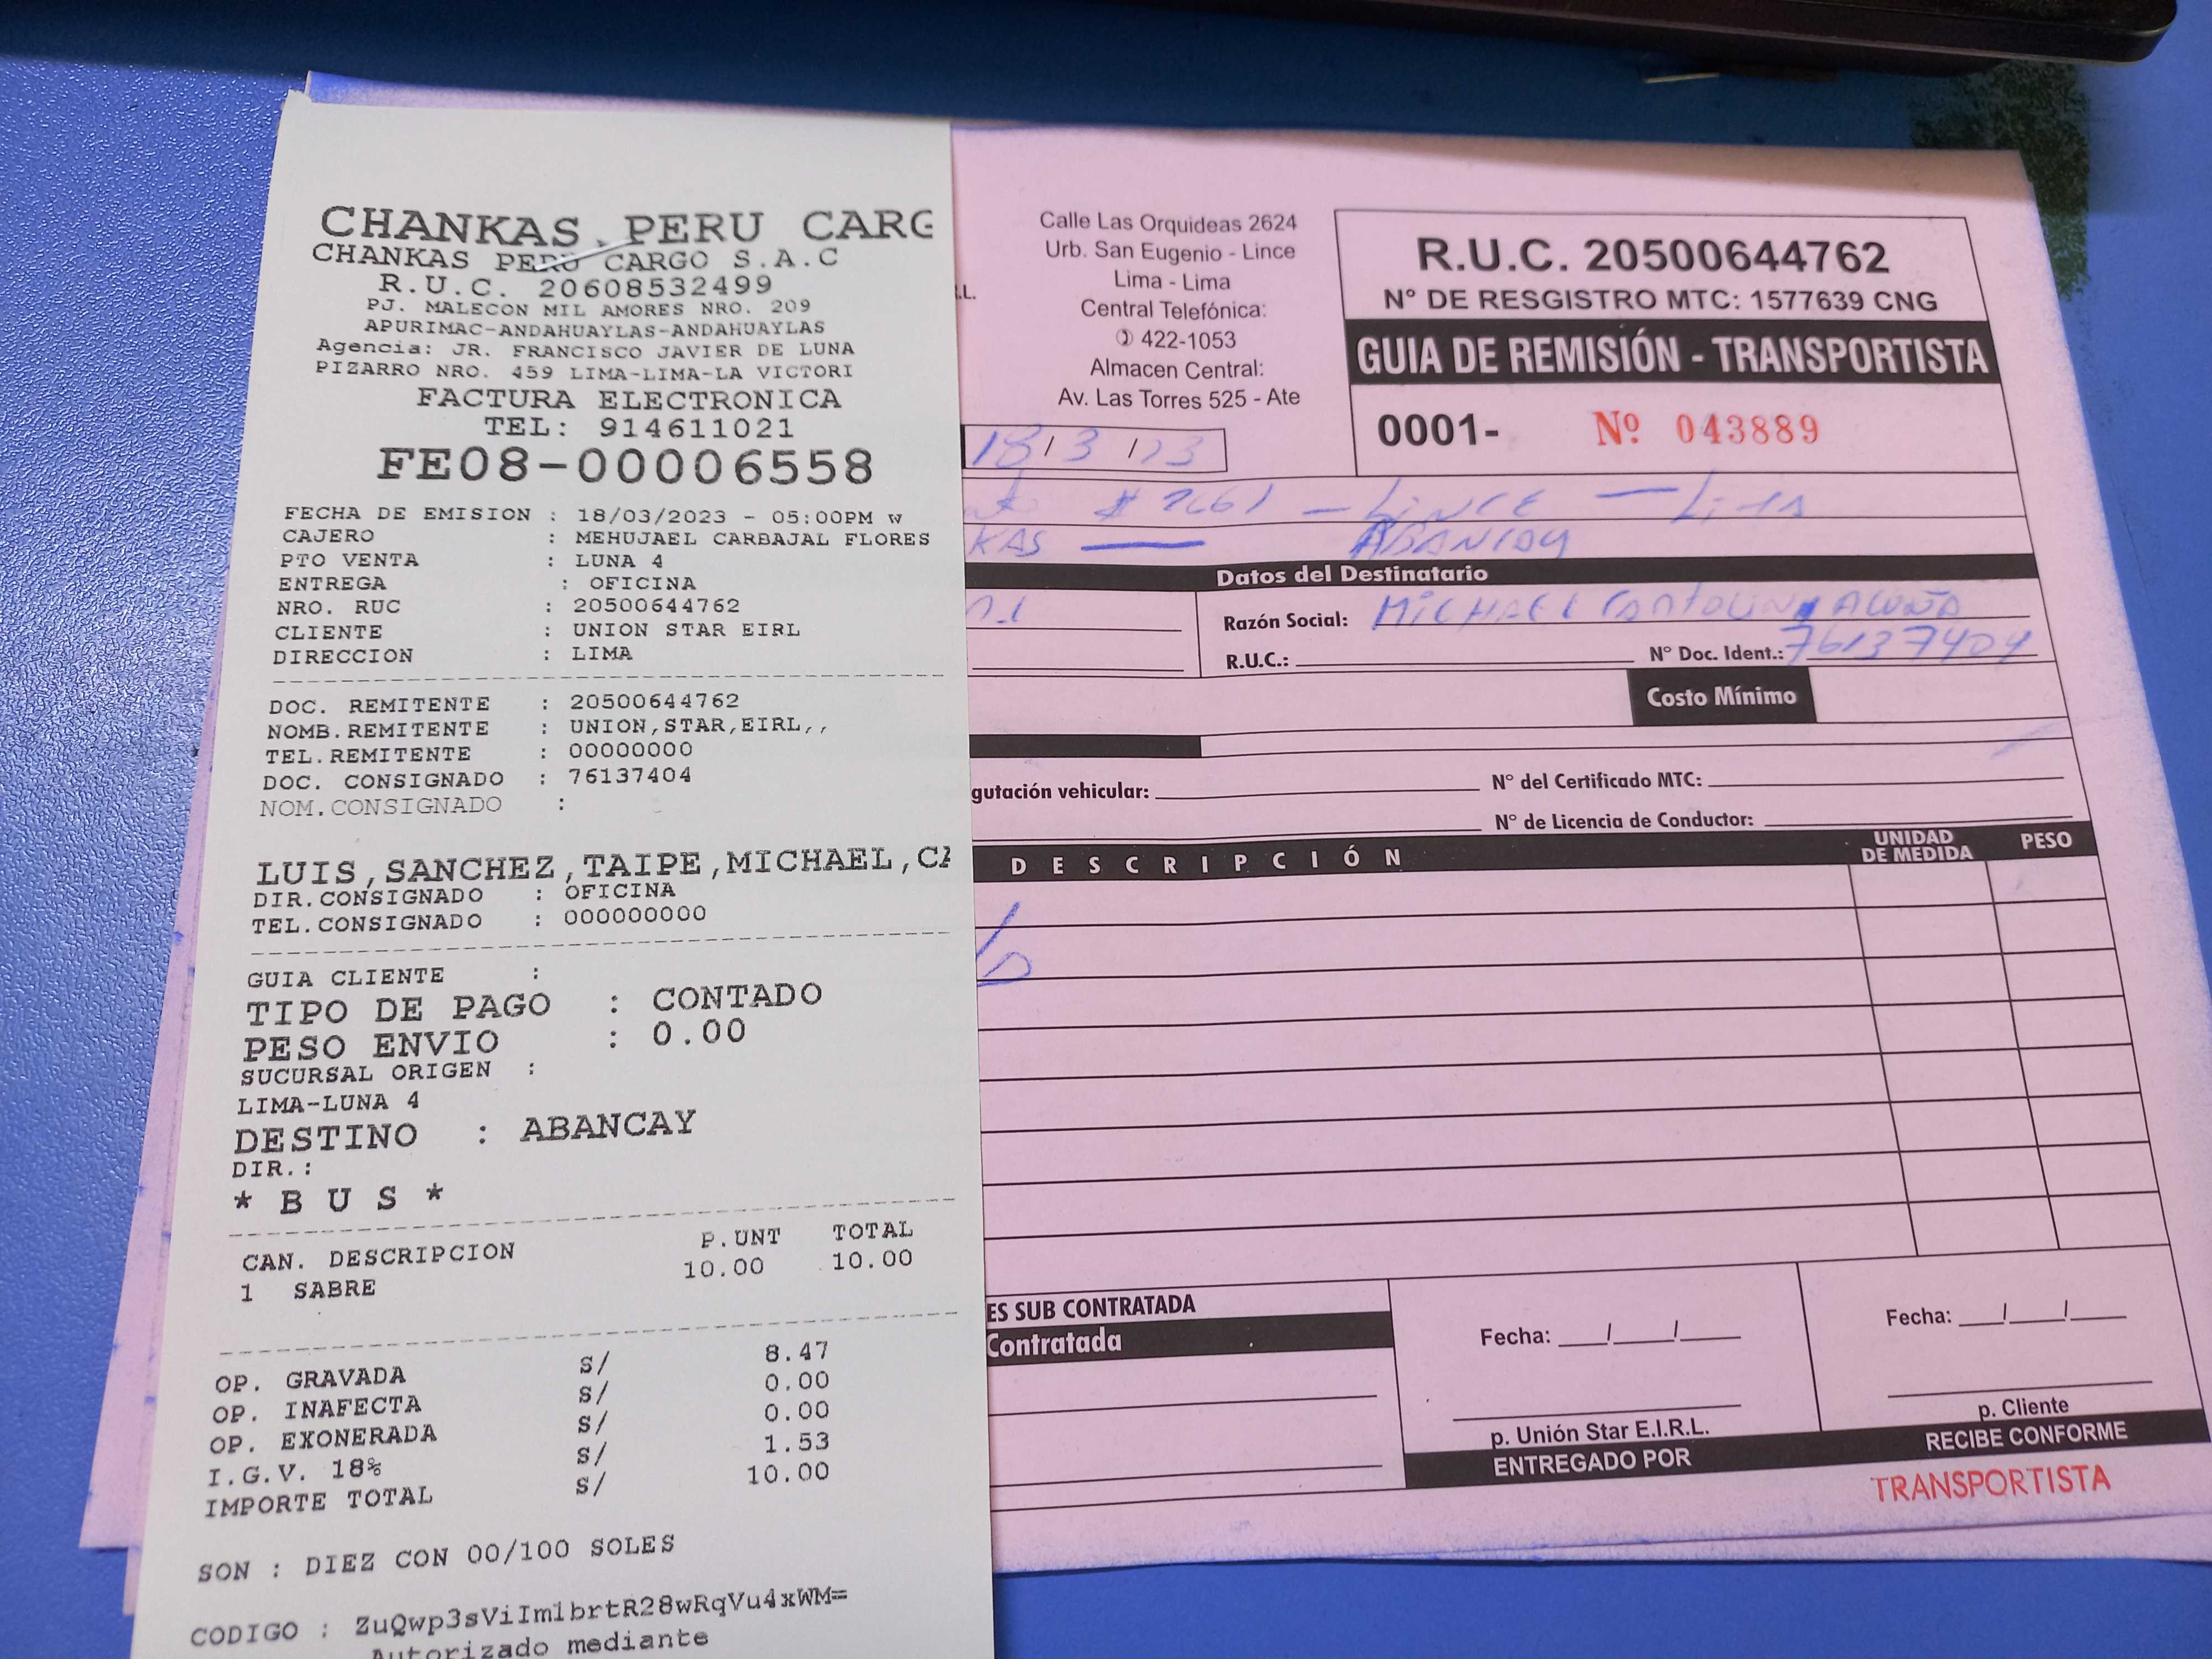 CHANKAS PERU CARG
CHANKAS PERU CARGO S.A.C
R.U.C. 20608532499
PJ. MALECON MIL AMORES NRO. 209
APURIMAC-ANDAHUAYLAS-ANDAHUAYLAS
Agencia: JR. FRANCISCO JAVIER DE LUNA
PIZARRO NRO. 459 LIMA-LIMA-LA VICTORI
FACTURA ELECTRONICA
TEL: 914611021
FE08-00006558
FECHA DE EMISION : 18/03/2023 - 05:00PM w
CAJERO : MEHUJAEL CARBAJAL FLORES
PTO VENTA : LUNA 4
ENTREGA : OFICINA
NRO. RUC : 20500644762
CLIENTE : UNION STAR EIRL
DIRECCION : LIMA
DOC. REMITENTE : 20500644762
NOMB.REMITENTE : UNION,STAR,EIRL,,
TEL.REMITENTE : 00000000
DOC. CONSIGNADO : 76137404
NOM.CONSIGNADO :
LUIS,SANCHEZ,TAIPE,MICHAEL,CA
DIR.CONSIGNADO : OFICINA
TEL.CONSIGNADO : 000000000
GUIA CLIENTE :
TIPO DE PAGO : CONTADO
PESO ENVIO : 0.00
SUCURSAL ORIGEN :
LIMA-LUNA 4
DESTINO : ABANCAY
DIR.:
* B U S *
CAN. DESCRIPCION P.UNT TOTAL
1 SABRE 10.00 10.00
OP. GRAVADA S/ 8.47
OP. INAFECTA S/ 0.00
OP. EXONERADA S/ 0.00
I.G.V. 18% S/ 1.53
IMPORTE TOTAL S/ 10.00
SON : DIEZ CON 00/100 SOLES
CODIGO : ZuQwp3sViIm1brtR28wRqVu4xWM=
Autorizado mediante
Calle Las Orquideas 2624
Urb. San Eugenio - Lince
Lima - Lima
Central Telefónica:
422-1053
Almacen Central:
Av. Las Torres 525 - Ate
.L.
R.U.C. 20500644762
N° DE RESGISTRO MTC: 1577639 CNG
GUIA DE REMISIÓN - TRANSPORTISTA
0001- Nº 043889
18/3/23
# 2661 - LINCE - Lima
KAS — ABANCAY
Datos del Destinatario
Razón Social: MICHAEL CANTOLIN ACUÑA
R.U.C.: N° Doc. Ident.: 76137404
Costo Mínimo
gutación vehicular: N° del Certificado MTC:
N° de Licencia de Conductor:
DESCRIPCIÓN UNIDAD DE MEDIDA PESO
ES SUB CONTRATADA
Contratada
Fecha: / /
p. Unión Star E.I.R.L.
ENTREGADO POR
Fecha: / /
p. Cliente
RECIBE CONFORME
TRANSPORTISTA